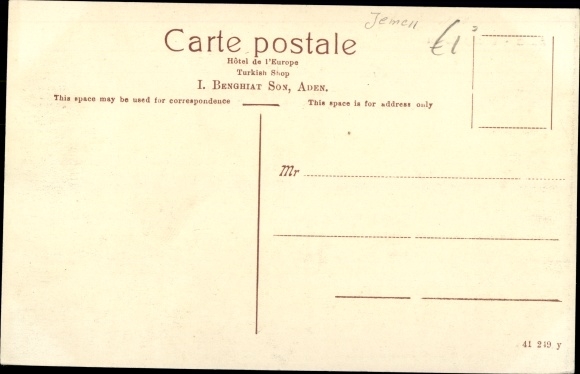 Jemen
€1
Carte postale
Hôtel de l'Europe
Turkish Shop
I. Benghiat Son, Aden.
This space may be used for correspondence
This space is for address only
Mr
41 249 y